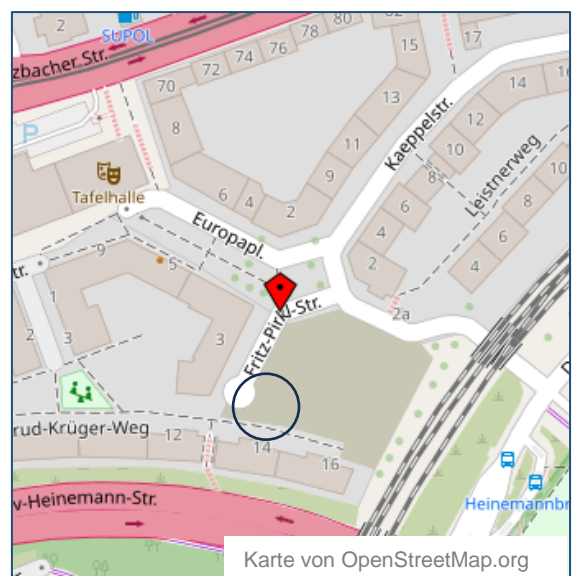 2
SUPOL
zbacher Str.
70
72
74
76
78
80
82
15
17
14
16
8
13
12
P
11
10
Kaeppelstr.
Leistnerweg
Tafelhalle
9
8
10
6
4
2
6
8
Europapl.
4
6
9
5
2
4
tr.
1
2
3
3
Fritz-Pirkl-Str.
2a
rud-Krüger-Weg
12
14
16
v-Heinemann-Str.
Heinemannbr
D
tr.
Karte von OpenStreetMap.org